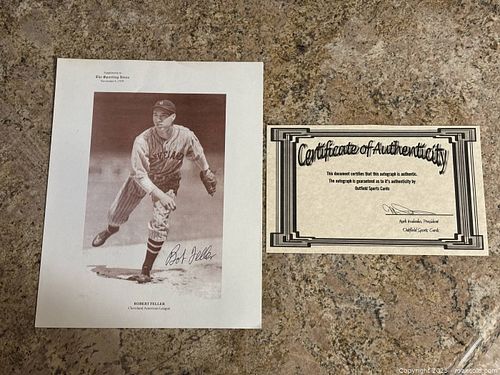 Supplement to
The Sporting News
CLEVELAND
Bob Feller
ROBERT FELLER
Cleveland American League
Certificate of Authenticity
This document certifies that this autograph is authentic.
The autograph is guaranteed as to it's authenticity by
Outfield Sports Cards
President
Outfield Sports Cards